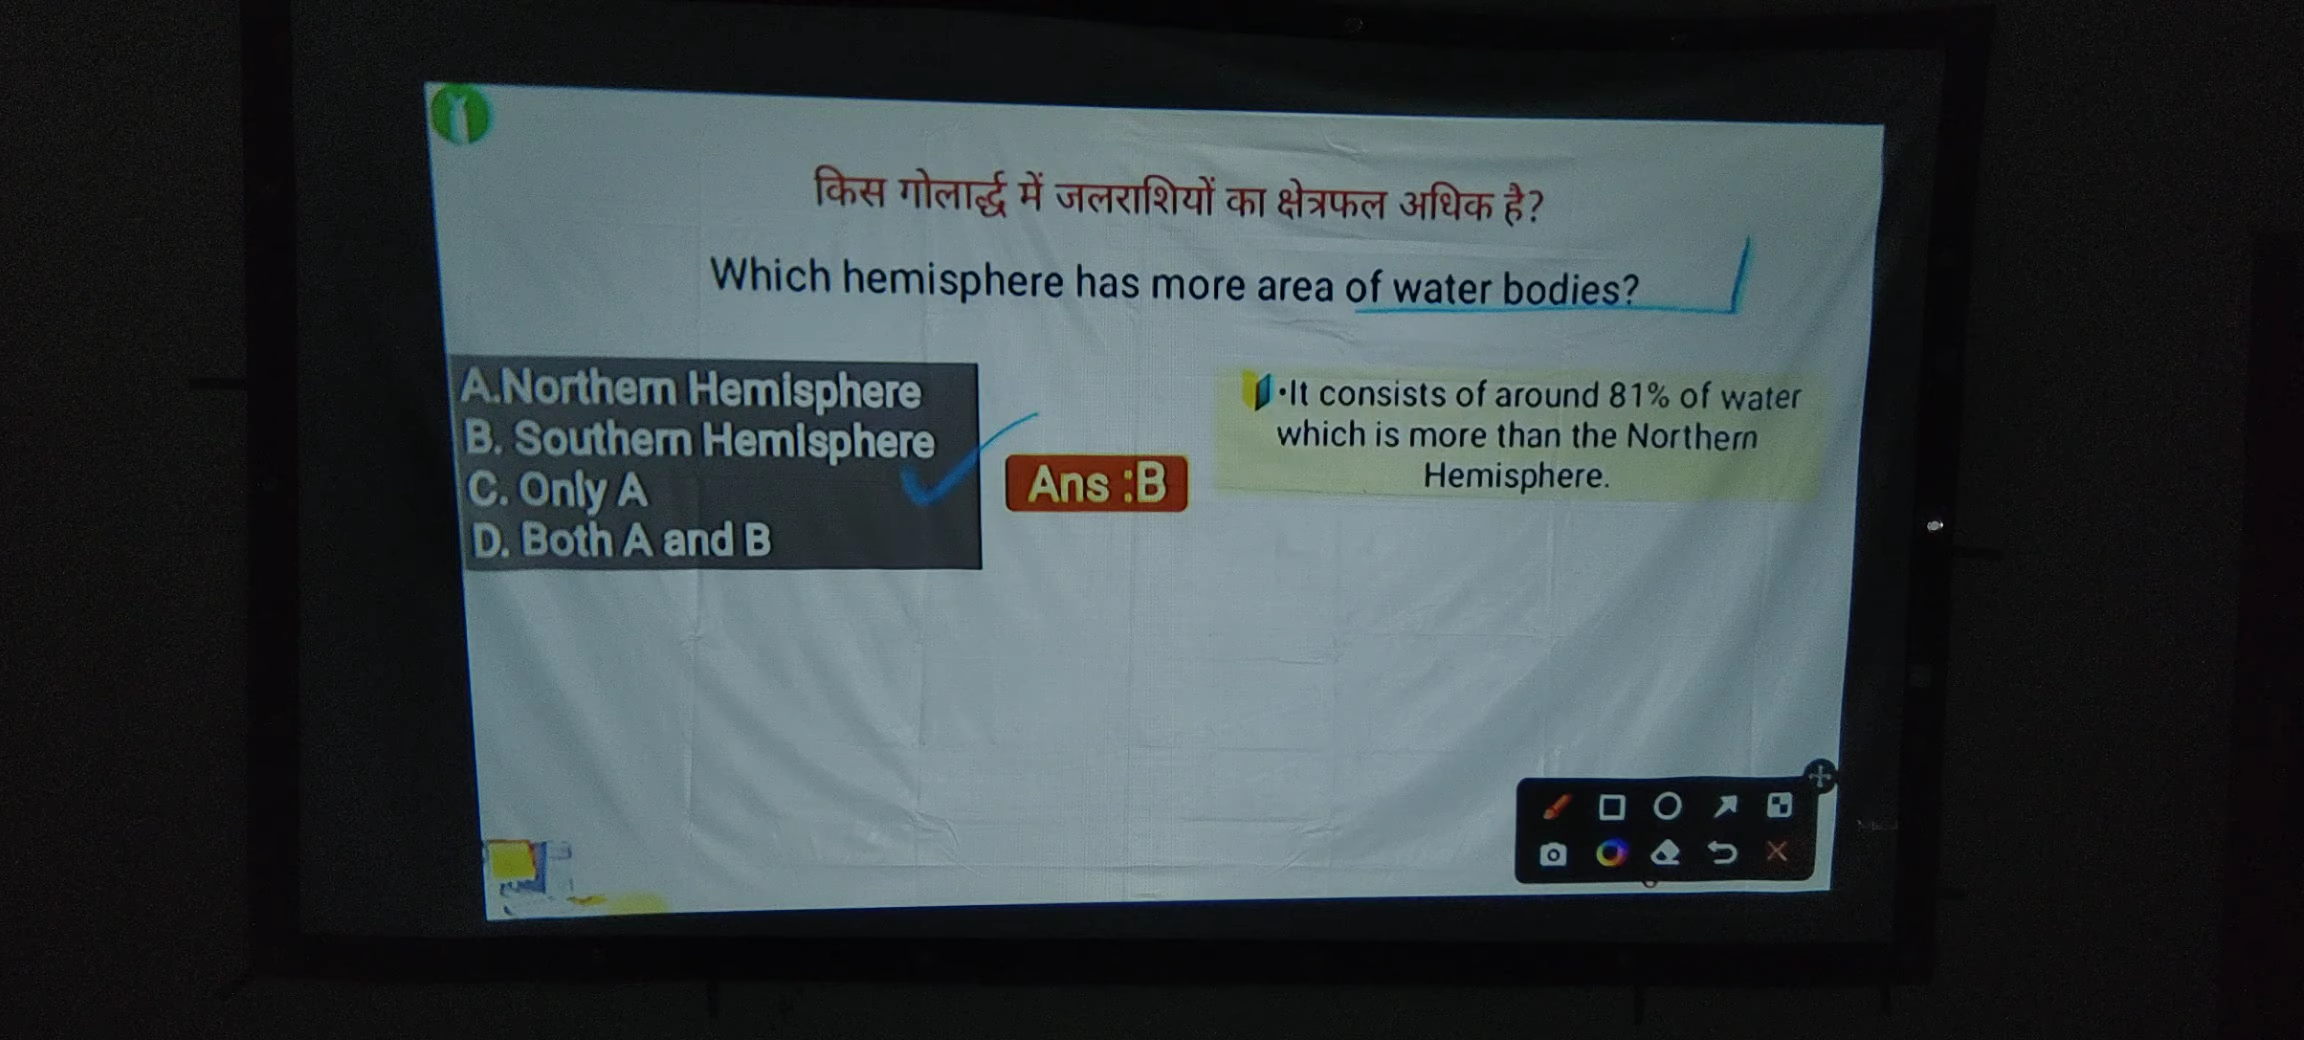 किस गोलार्द्ध में जलराशियों का क्षेत्रफल अधिक है?
Which hemisphere has more area of water bodies?
A.Northern Hemisphere
B. Southern Hemisphere
C. Only A
D. Both A and B
Ans :B
•It consists of around 81% of water
which is more than the Northern
Hemisphere.